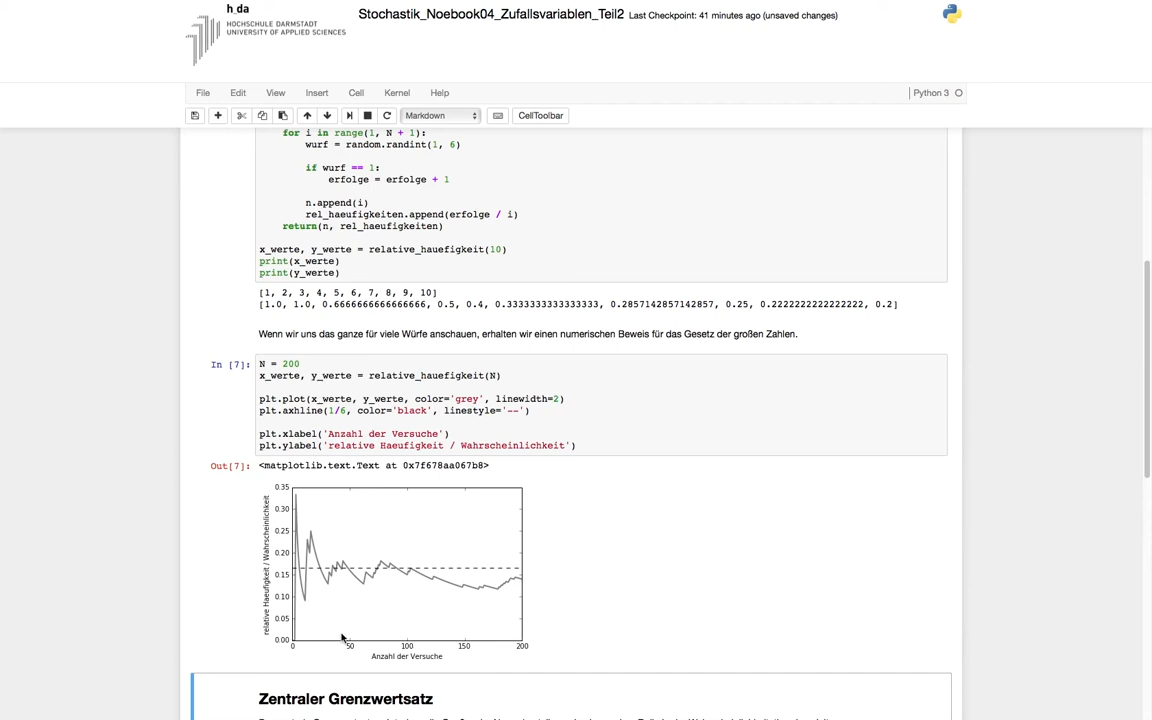 h_da
HOCHSCHULE DARMSTADT
UNIVERSITY OF APPLIED SCIENCES
Stochastik_Noebook04_Zufallsvariablen_Teil2 Last Checkpoint: 41 minutes ago (unsaved changes)
File Edit View Insert Cell Kernel Help Python 3
Markdown CellToolbar
for i in range(1, N + 1):
wurf = random.randint(1, 6)
if wurf == 1:
erfolge = erfolge + 1
n.append(i)
rel_haeufigkeiten.append(erfolge / i)
return(n, rel_haeufigkeiten)
x_werte, y_werte = relative_hauefigkeit(10)
print(x_werte)
print(y_werte)
[1, 2, 3, 4, 5, 6, 7, 8, 9, 10]
[1.0, 1.0, 0.6666666666666666, 0.5, 0.4, 0.3333333333333333, 0.2857142857142857, 0.25, 0.2222222222222222, 0.2]
Wenn wir uns das ganze für viele Würfe anschauen, erhalten wir einen numerischen Beweis für das Gesetz der großen Zahlen.
In [7]: N = 200
x_werte, y_werte = relative_hauefigkeit(N)
plt.plot(x_werte, y_werte, color='grey', linewidth=2)
plt.axhline(1/6, color='black', linestyle='--')
plt.xlabel('Anzahl der Versuche')
plt.ylabel('relative Haeufigkeit / Wahrscheinlichkeit')
Out[7]: <matplotlib.text.Text at 0x7f678aa067b8>
relative Haeufigkeit / Wahrscheinlichkeit
0.35
0.30
0.25
0.20
0.15
0.10
0.05
0.00
0 50 100 150 200
Anzahl der Versuche
Zentraler Grenzwertsatz